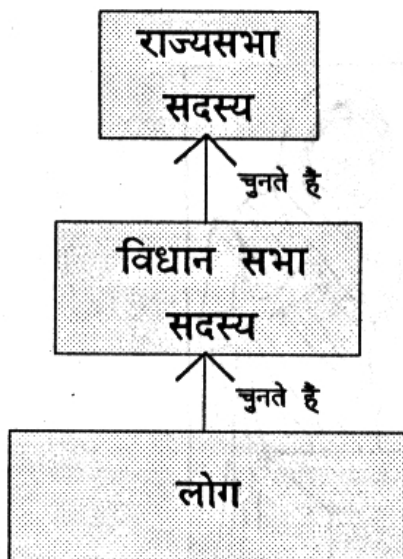 राज्यसभा
सदस्य
चुनते हैं
विधान सभा
सदस्य
चुनते हैं
लोग